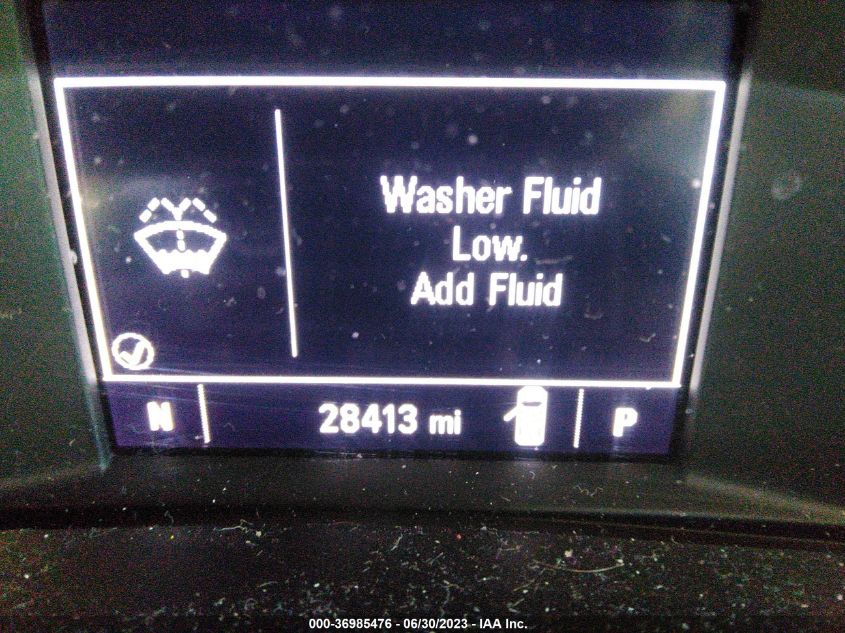 Washer Fluid
Low.
Add Fluid
N 28413 mi P
000-36985476 - 06/30/2023 - IAA Inc.